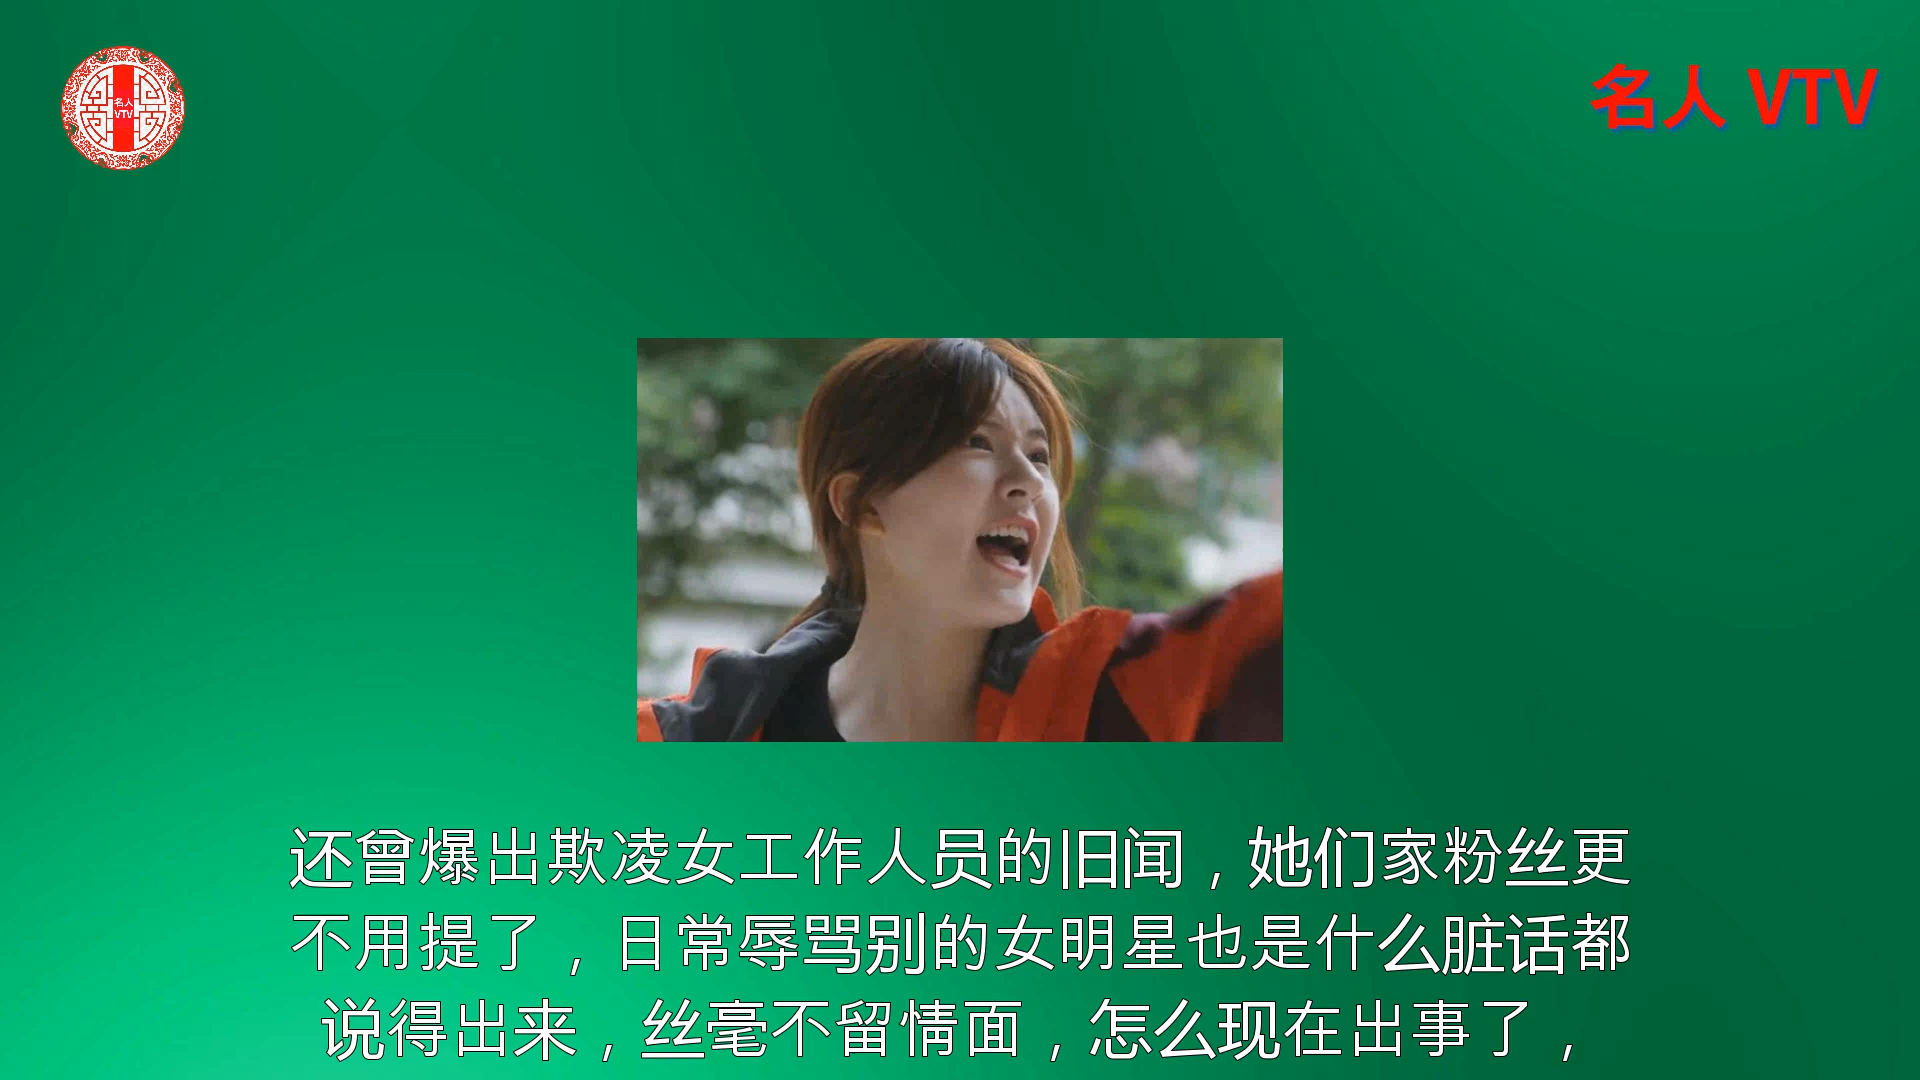 名人
VTV
名人 VTV
还曾爆出欺凌女工作人员的旧闻，她们家粉丝更
不用提了，日常辱骂别的女明星也是什么脏话都
说得出来，丝毫不留情面，怎么现在出事了，